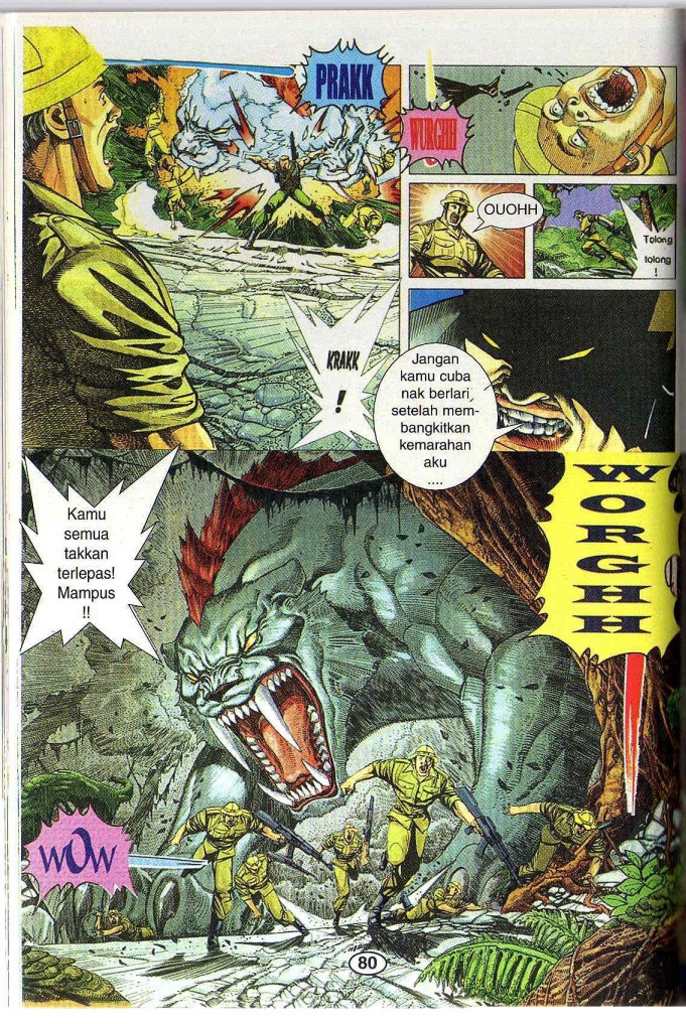 PRAKK
WURGHH
OUOHH
Tolong
tolong
!
KRAKK
!
Jangan
kamu cuba
nak berlari,
setelah mem-
bangkitkan
kemarahan
aku
....
Kamu
semua
takkan
terlepas!
Mampus
!!
WORGHH
WOW
80